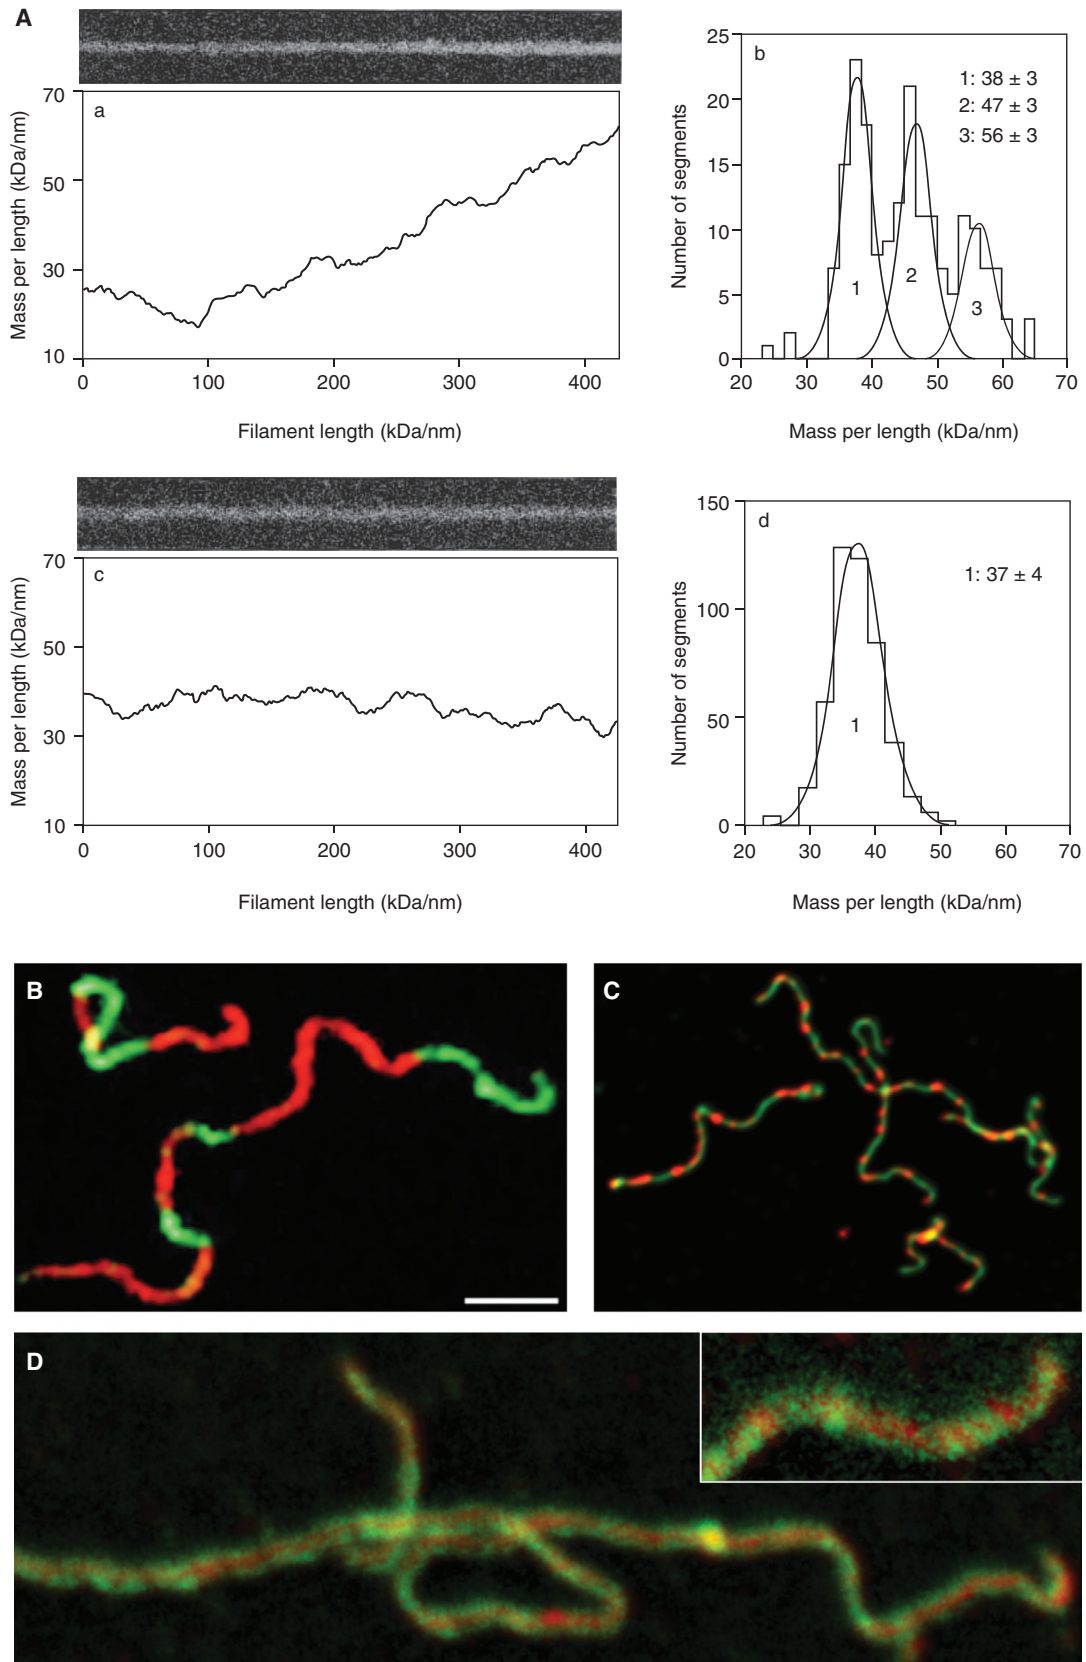 A
a
70
50
30
10
Mass per length (kDa/nm)
0 100 200 300 400
Filament length (kDa/nm)
b
1: 38 ± 3
2: 47 ± 3
3: 56 ± 3
25
20
15
10
5
0
Number of segments
1
2
3
20 30 40 50 60 70
Mass per length (kDa/nm)
c
70
50
30
10
Mass per length (kDa/nm)
0 100 200 300 400
Filament length (kDa/nm)
d
1: 37 ± 4
150
100
50
0
Number of segments
1
20 30 40 50 60 70
Mass per length (kDa/nm)
B
C
D